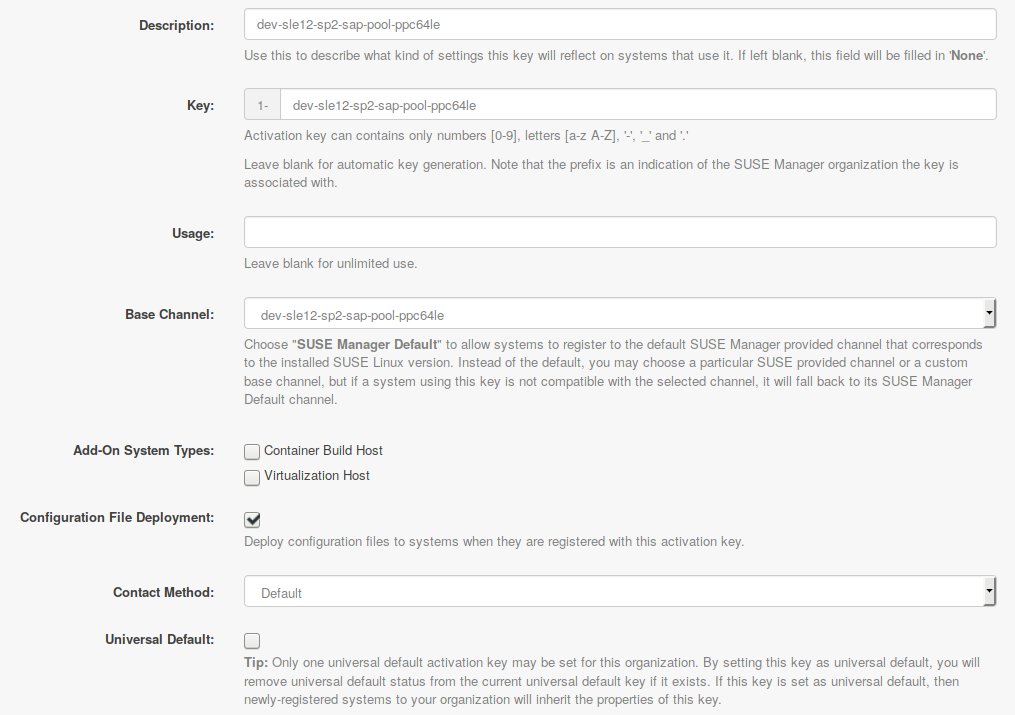 Description:
dev-sle12-sp2-sap-pool-ppc64le
Use this to describe what kind of settings this key will reflect on systems that use it. If left blank, this field will be filled in 'None'.
Key:
1-
dev-sle12-sp2-sap-pool-ppc64le
Activation key can contains only numbers [0-9], letters [a-z A-Z], '-', '_' and '.'
Leave blank for automatic key generation. Note that the prefix is an indication of the SUSE Manager organization the key is
associated with.
Usage:
Leave blank for unlimited use.
Base Channel:
dev-sle12-sp2-sap-pool-ppc64le
Choose "SUSE Manager Default" to allow systems to register to the default SUSE Manager provided channel that corresponds
to the installed SUSE Linux version. Instead of the default, you may choose a particular SUSE provided channel or a custom
base channel, but if a system using this key is not compatible with the selected channel, it will fall back to its SUSE Manager
Default channel.
Add-On System Types:
Container Build Host
Virtualization Host
Configuration File Deployment:
Deploy configuration files to systems when they are registered with this activation key.
Contact Method:
Default
Universal Default:
Tip: Only one universal default activation key may be set for this organization. By setting this key as universal default, you will
remove universal default status from the current universal default key if it exists. If this key is set as universal default, then
newly-registered systems to your organization will inherit the properties of this key.